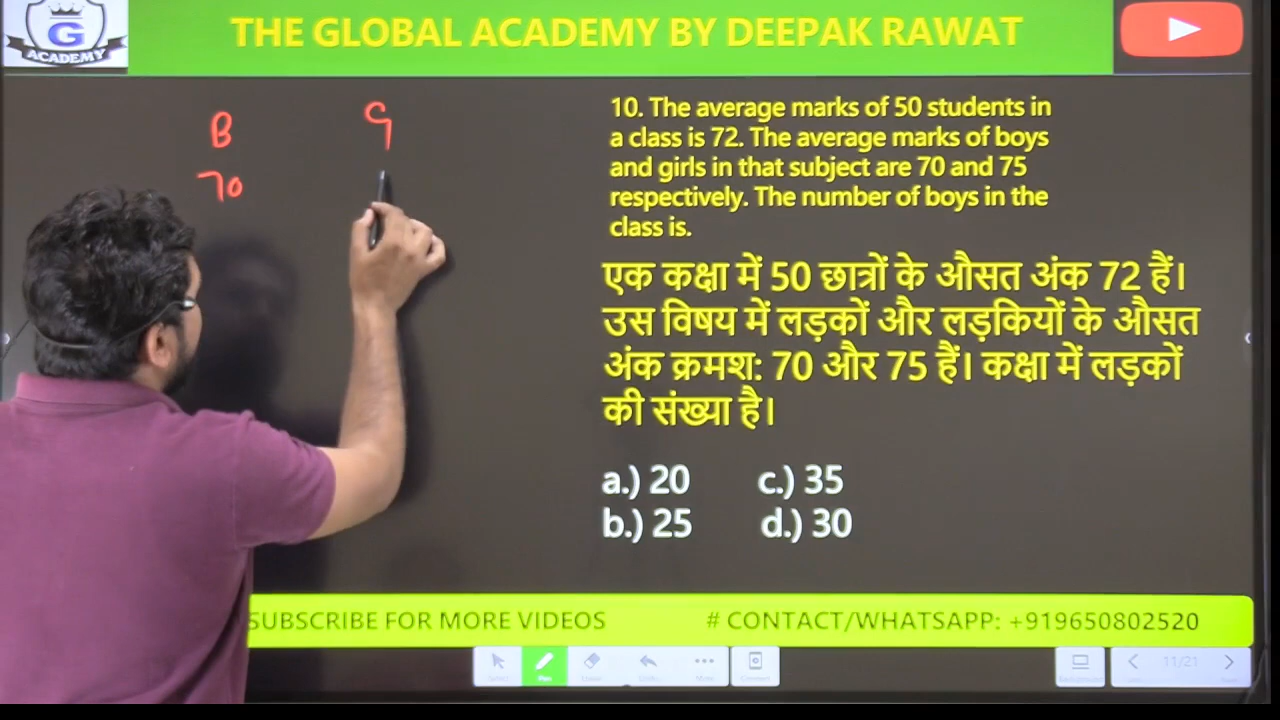 G
ACADEMY
THE GLOBAL ACADEMY BY DEEPAK RAWAT
B G
70
10. The average marks of 50 students in
a class is 72. The average marks of boys
and girls in that subject are 70 and 75
respectively. The number of boys in the
class is.
एक कक्षा में 50 छात्रों के औसत अंक 72 हैं।
उस विषय में लड़कों और लड़कियों के औसत
अंक क्रमश: 70 और 75 हैं। कक्षा में लड़कों
की संख्या है।
a.) 20 c.) 35
b.) 25 d.) 30
SUBSCRIBE FOR MORE VIDEOS # CONTACT/WHATSAPP: +919650802520
11/21